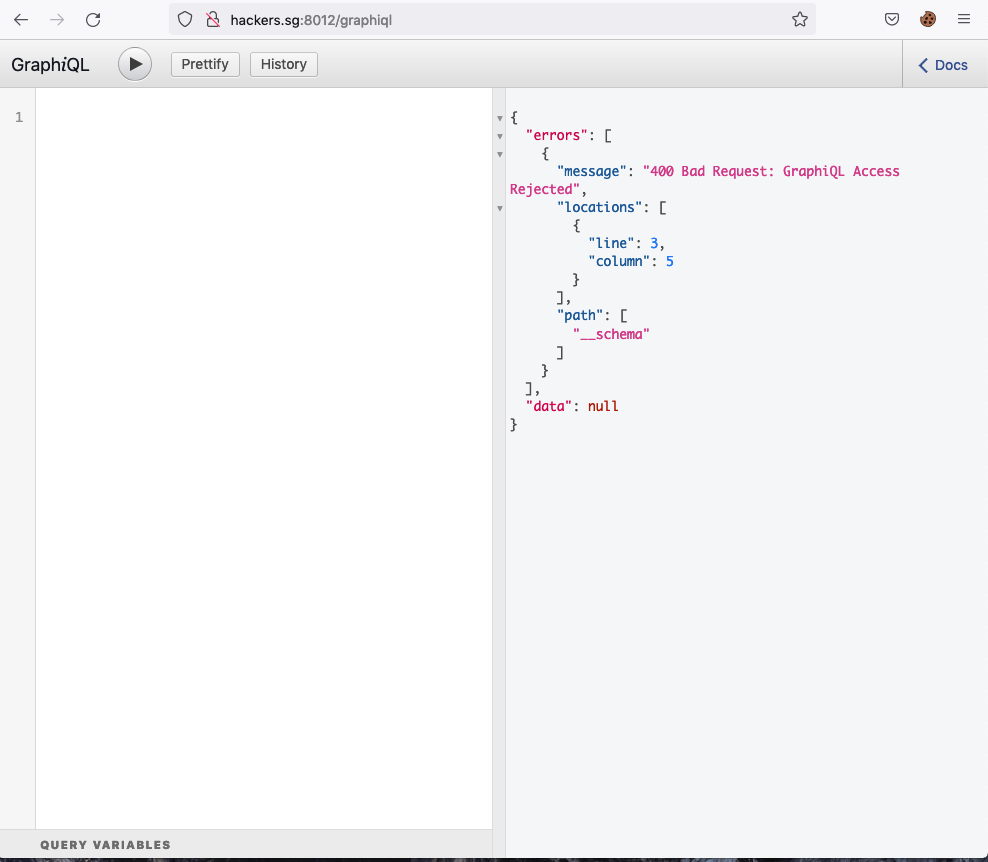 hackers.sg:8012/graphiql
GraphiQL
Prettify
History
Docs
1
{
"errors": [
{
"message": "400 Bad Request: GraphiQL Access
Rejected",
"locations": [
{
"line": 3,
"column": 5
}
],
"path": [
"__schema"
]
}
],
"data": null
}
QUERY VARIABLES